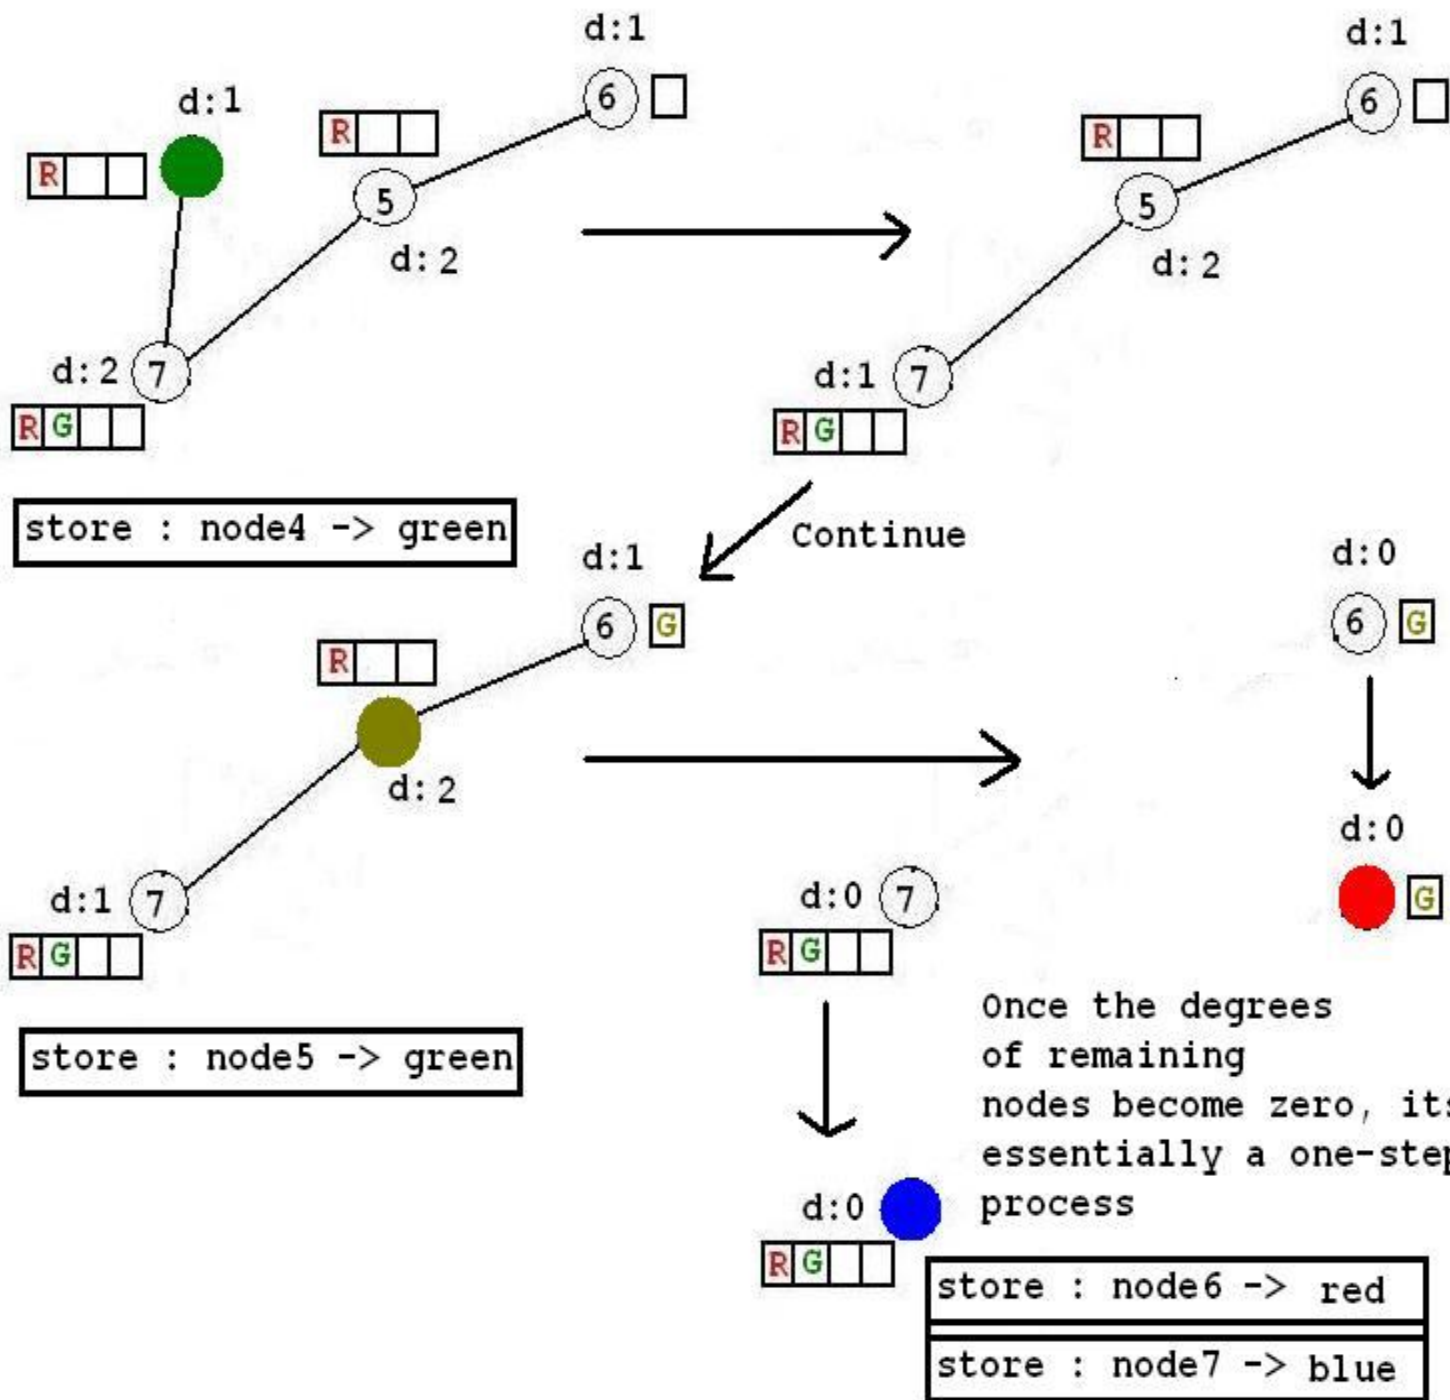 d:1
6
d:1
R
5
d:2
R
d:2
7
R G
store : node4 -> green
d:1
6
R
5
d:2
d:1
7
R G
Continue
d:1
6
G
R
d:2
d:1
7
R G
store : node5 -> green
d:0
6
G
d:0
G
d:0
7
R G
d:0
R G
Once the degrees
of remaining
nodes become zero, its
essentially a one-step
process
store : node6 -> red
store : node7 -> blue